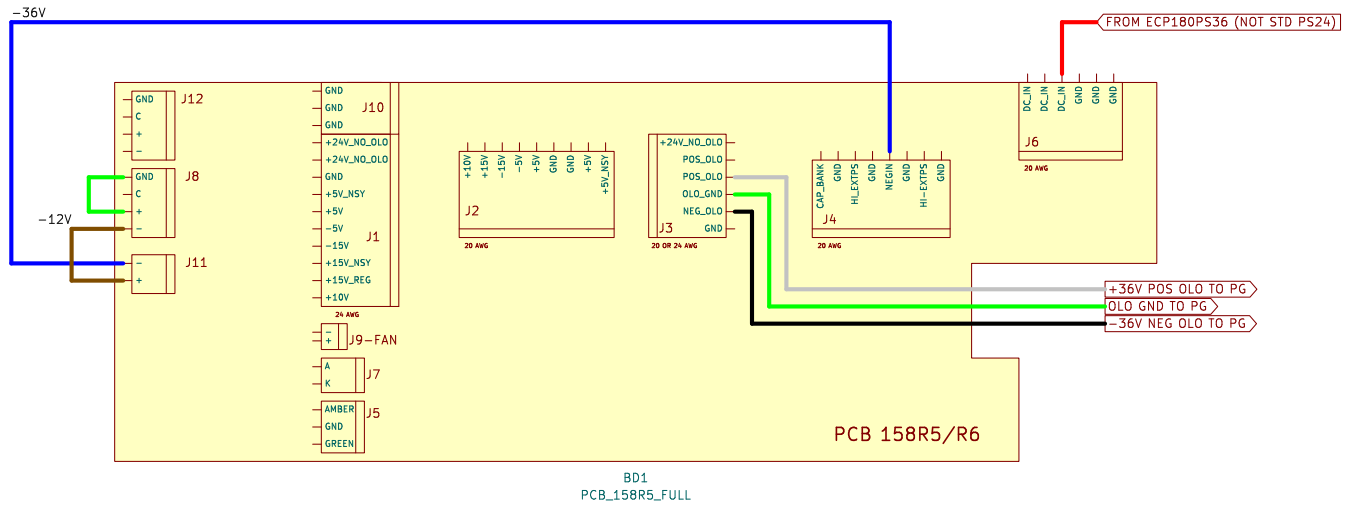 -36V
FROM ECP180PS36 (NOT STD PS24)
J12
GND
C
+
-
J8
GND
C
+
-
-12V
J11
-
+
J10
GND
GND
GND
+24V_NO_OLO
+24V_NO_OLO
GND
+5V_NSY
+5V
-5V
-15V
+15V_NSY
+15V_REG
+10V
J1
24 AWG
-
+
J9-FAN
A
K
J7
AMBER
GND
GREEN
J5
+10V
+15V
-15V
-5V
+5V
GND
GND
+5V
+5V_NSY
J2
20 AWG
+24V_NO_OLO
POS_OLO
POS_OLO
OLO_GND
NEG_OLO
GND
J3
20 OR 24 AWG
CAP_BANK
GND
HI_EXTPS
GND
NEGIN
GND
HI-EXTPS
GND
J4
20 AWG
DC_IN
DC_IN
DC_IN
GND
GND
GND
J6
20 AWG
+36V POS OLO TO PG
OLO GND TO PG
-36V NEG OLO TO PG
PCB 158R5/R6
BD1
PCB_158R5_FULL